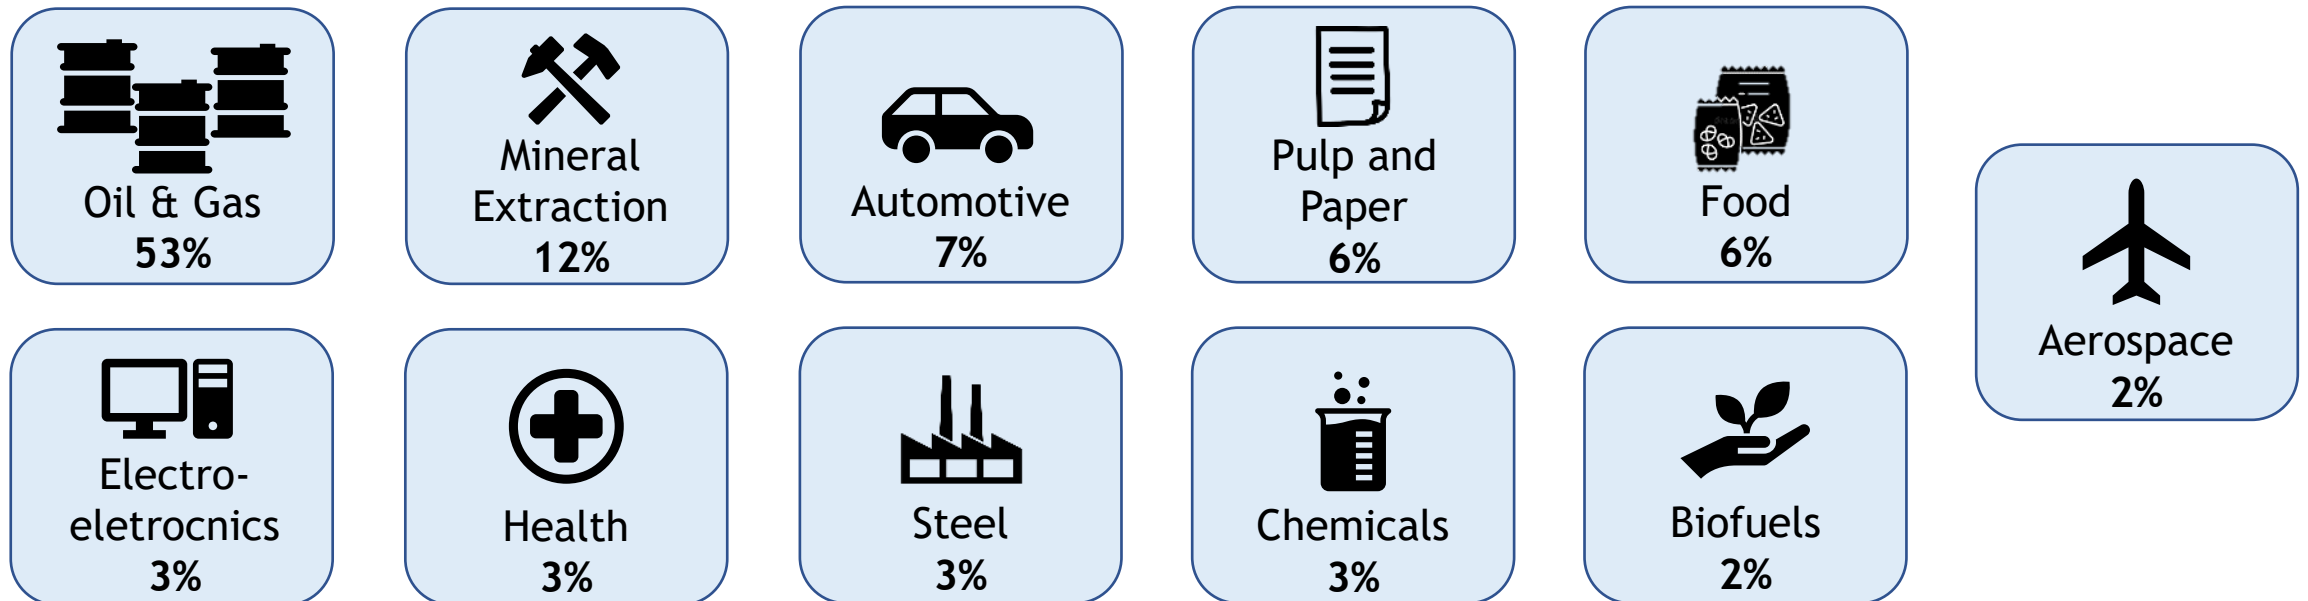 Oil & Gas
53%
Mineral
Extraction
12%
Automotive
7%
Pulp and
Paper
6%
Food
6%
Aerospace
2%
Electro-
eletrocnics
3%
Health
3%
Steel
3%
Chemicals
3%
Biofuels
2%